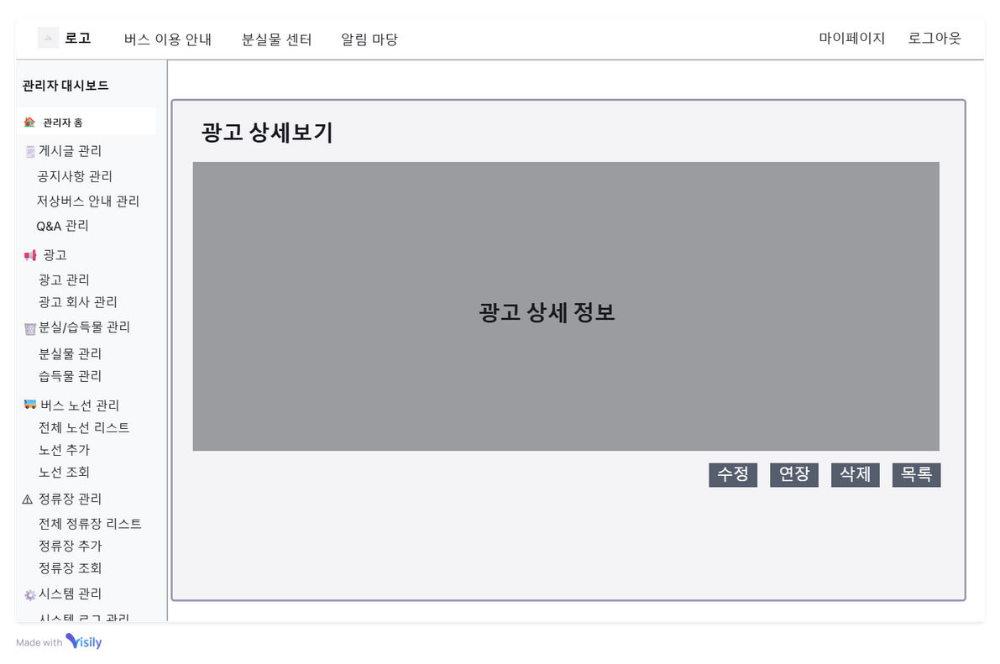 로고 버스 이용 안내 분실물 센터 알림 마당 마이페이지 로그아웃
관리자 대시보드
관리자 홈
게시글 관리
공지사항 관리
저상버스 안내 관리
Q&A 관리
광고
광고 관리
광고 회사 관리
분실/습득물 관리
분실물 관리
습득물 관리
버스 노선 관리
전체 노선 리스트
노선 추가
노선 조회
정류장 관리
전체 정류장 리스트
정류장 추가
정류장 조회
시스템 관리
시스템 로그 관리
광고 상세보기
광고 상세 정보
수정 연장 삭제 목록
Made with Visily